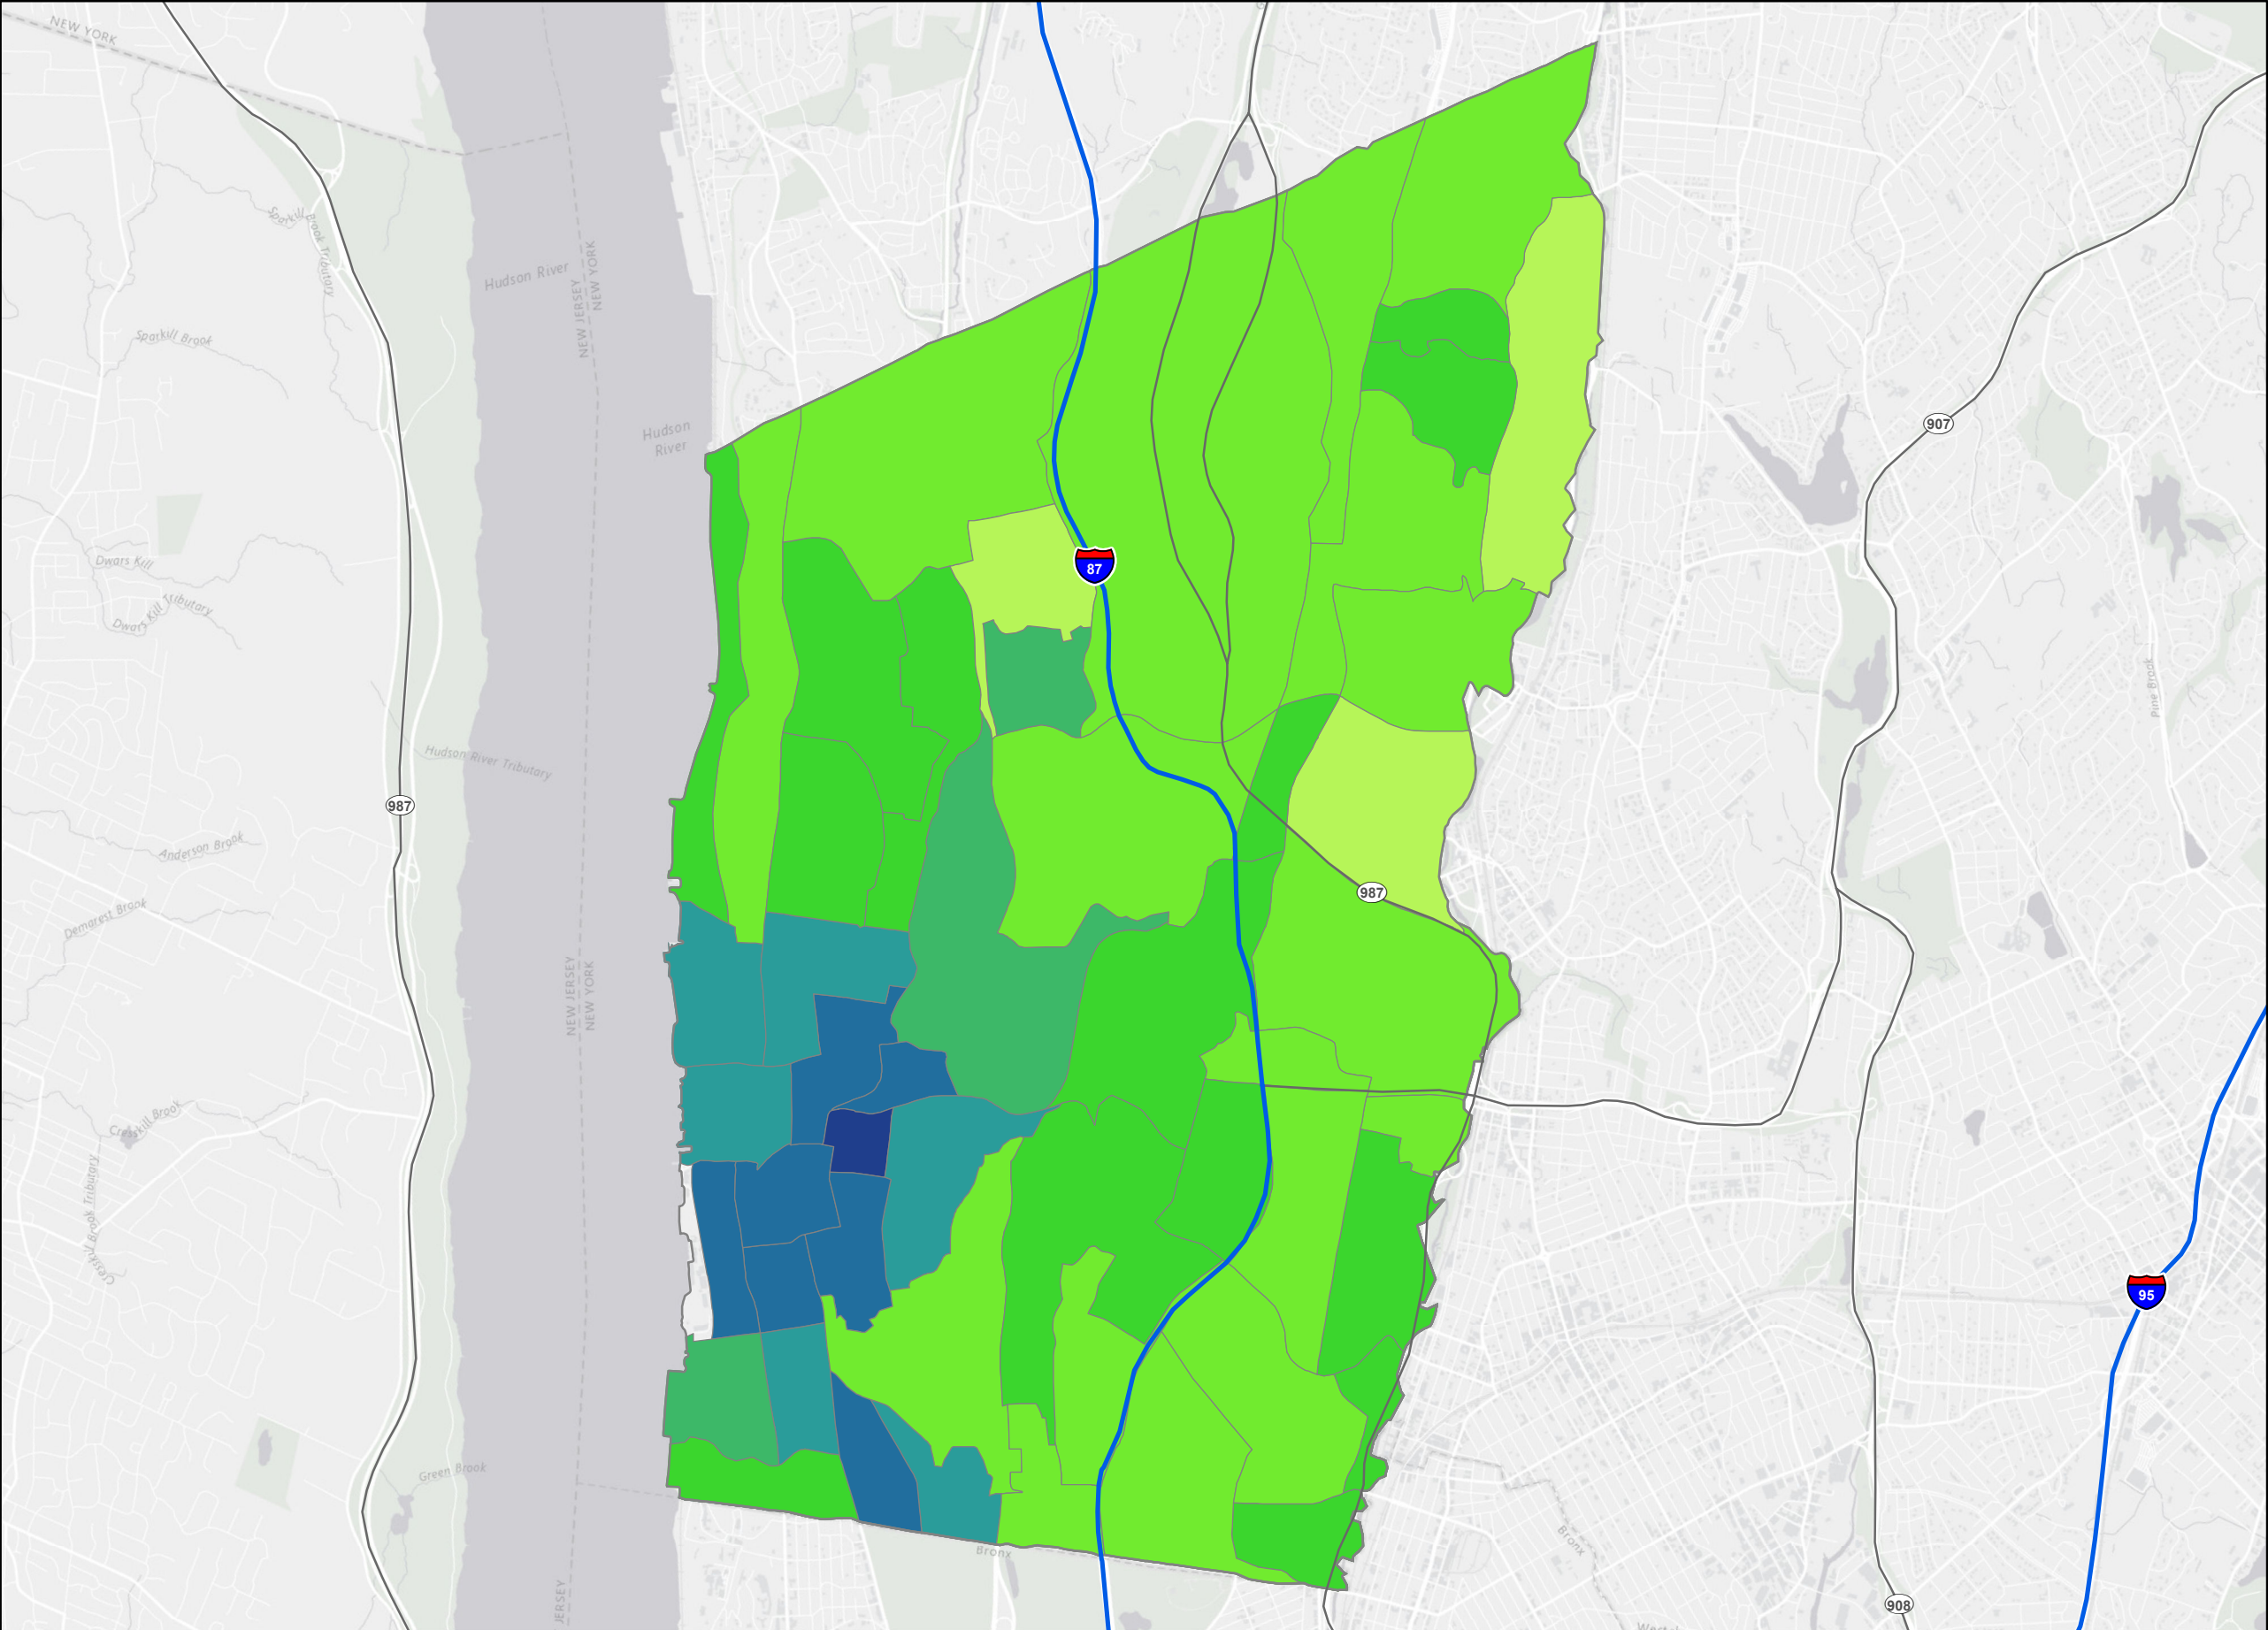 NEW YORK
Sparkill
Brook Tributary
Hudson River
NEW JERSEY
NEW YORK
Sparkill Brook
907
Hudson
River
Dwars Kill
87
Dwars Kill Tributary
Pine Brook
Hudson River Tributary
987
Anderson Brook
987
Demarest Brook
NEW JERSEY
NEW YORK
Cresskill Brook
Cresskill Brook Tributary
95
Green Brook
Bronx
Bronx
JERSEY
908